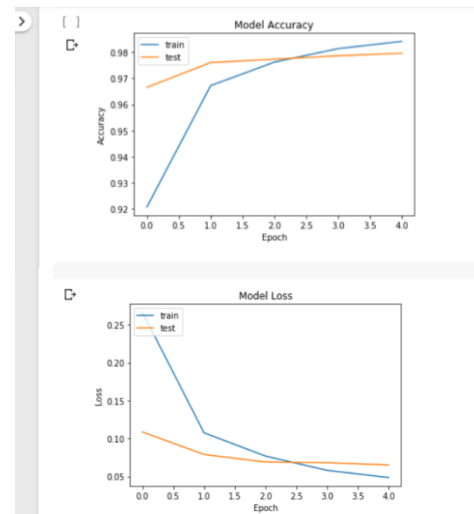 [ ]
Model Accuracy
train
test
0.98
0.97
0.96
0.95
0.94
0.93
0.92
Accuracy
0.0 0.5 1.0 1.5 2.0 2.5 3.0 3.5 4.0
Epoch
Model Loss
train
test
0.25
0.20
0.15
0.10
0.05
Loss
0.0 0.5 1.0 1.5 2.0 2.5 3.0 3.5 4.0
Epoch